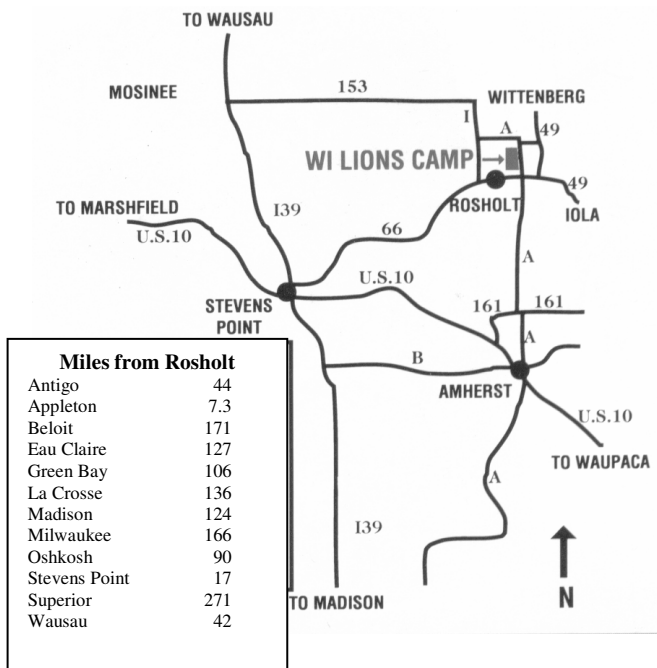 TO WAUSAU
153
MOSINEE
WITTENBERG
I
A
49
WI LIONS CAMP
49
ROSHOLT
IOLA
TO MARSHFIELD
I39
U.S.10
66
A
U.S.10
STEVENS
POINT
161
161
A
B
AMHERST
U.S.10
TO WAUPACA
A
I39
N
TO MADISON
Miles from Rosholt
Antigo 44
Appleton 7.3
Beloit 171
Eau Claire 127
Green Bay 106
La Crosse 136
Madison 124
Milwaukee 166
Oshkosh 90
Stevens Point 17
Superior 271
Wausau 42